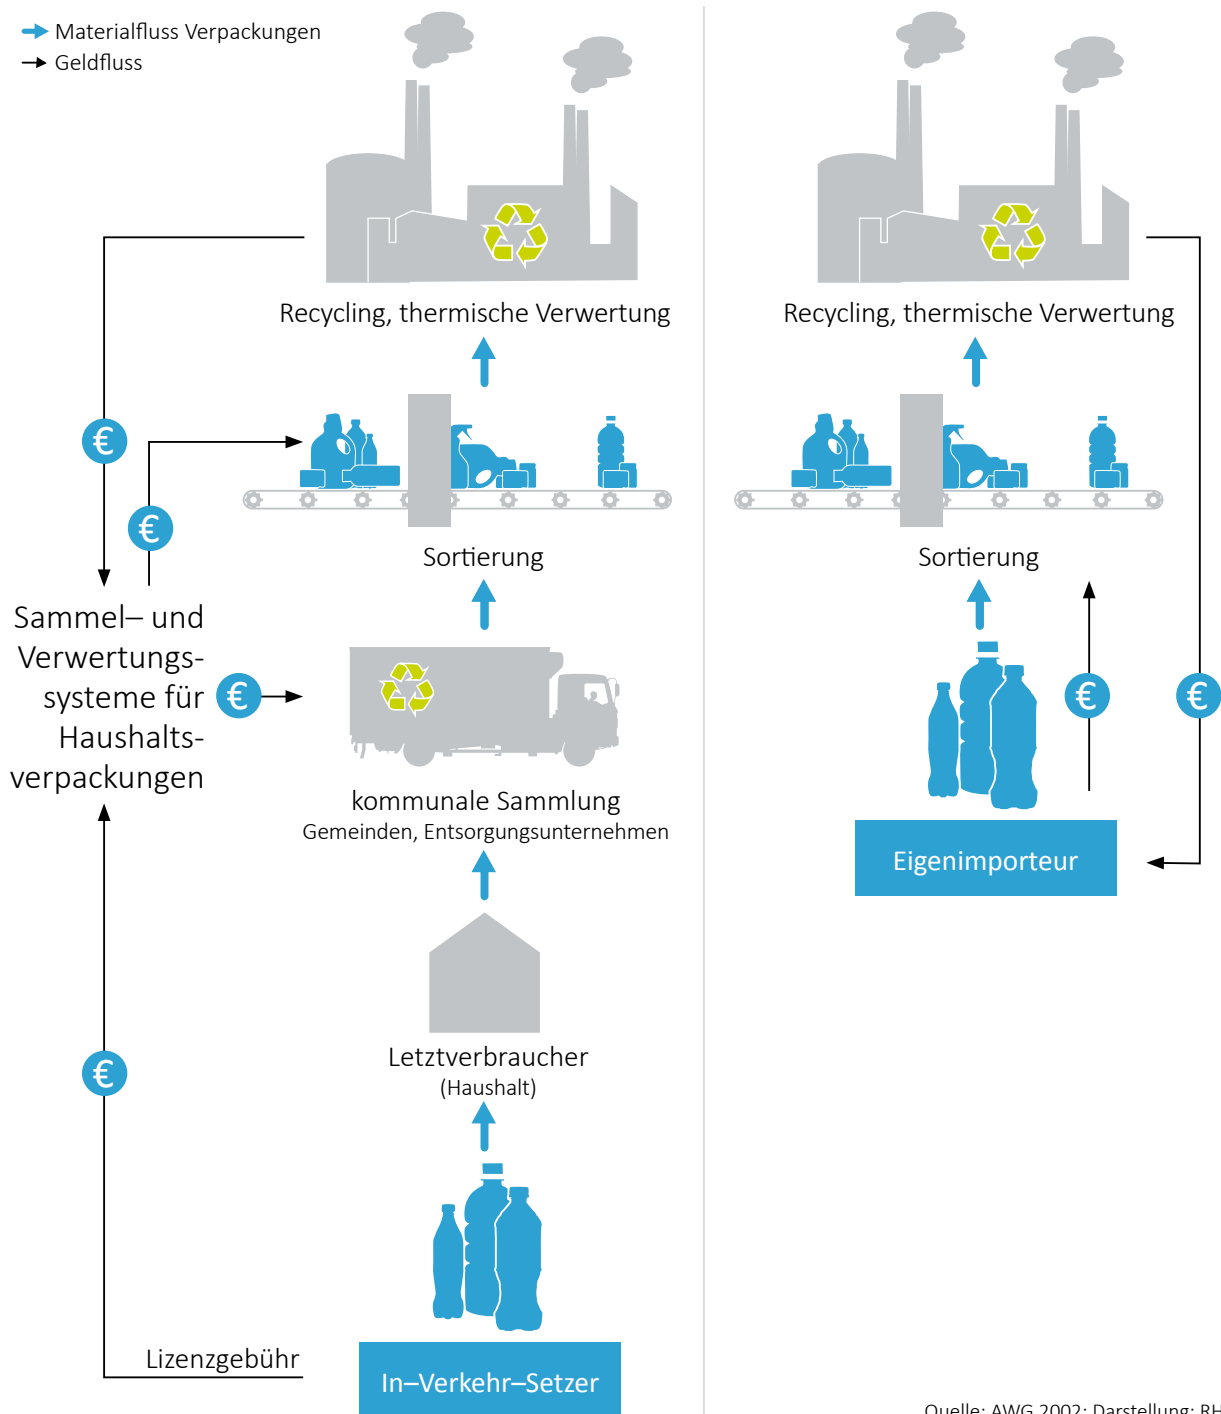 Materialfluss Verpackungen
Geldfluss
Recycling, thermische Verwertung
€
€
Sortierung
Sammel– und
Verwertungs-
systeme für
Haushalts-
verpackungen
€
kommunale Sammlung
Gemeinden, Entsorgungsunternehmen
Letztverbraucher
(Haushalt)
€
Lizenzgebühr
In–Verkehr–Setzer
Recycling, thermische Verwertung
Sortierung
€
€
Eigenimporteur
Quelle: AWG 2002; Darstellung: RH